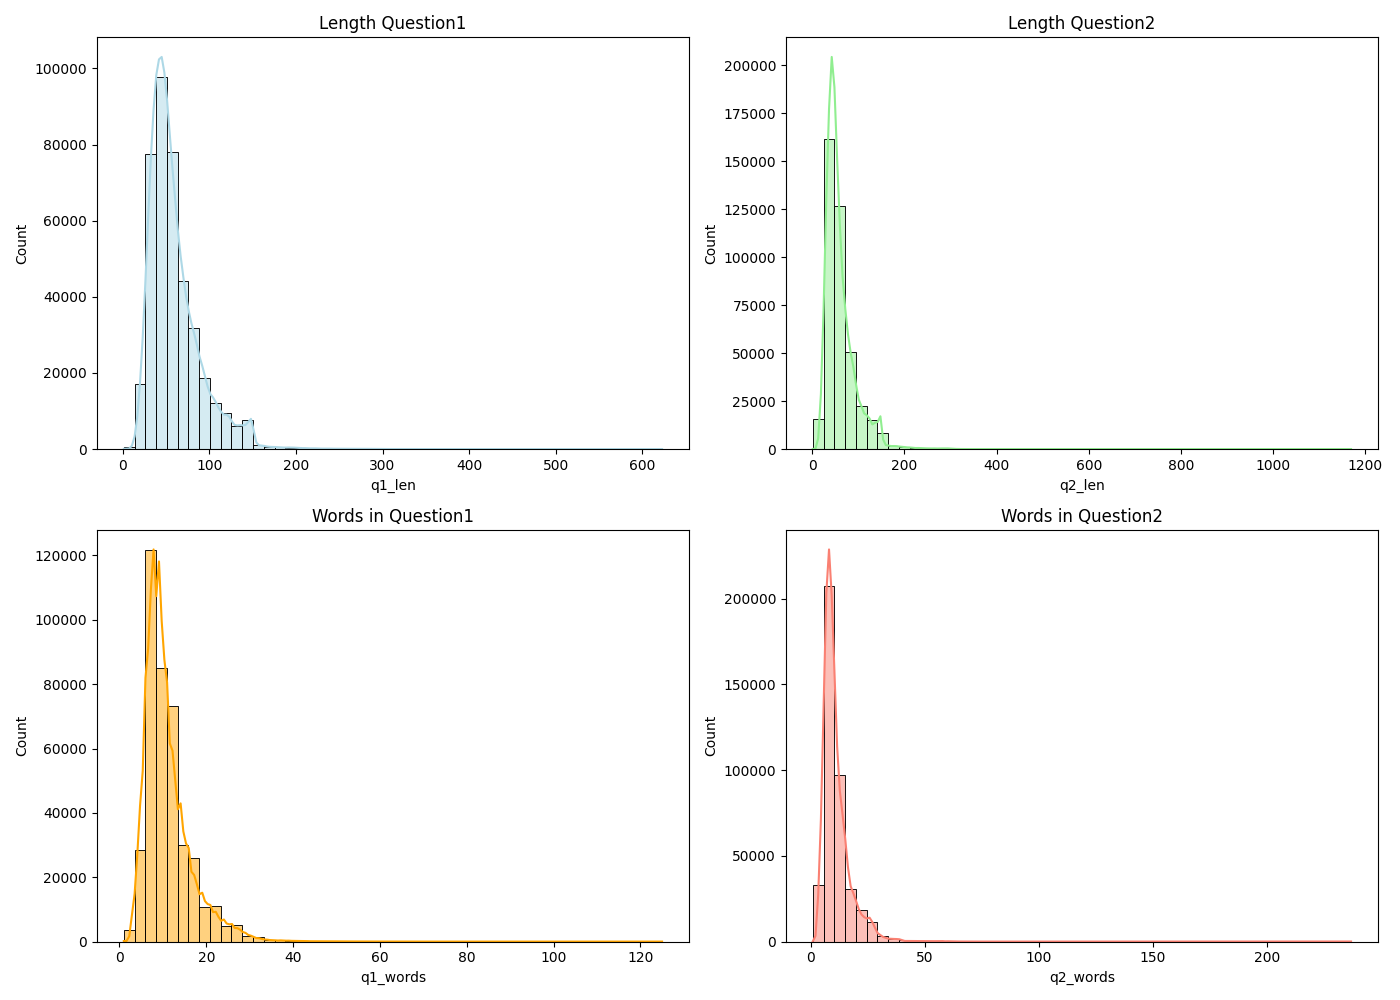 Length Question1
Count
100000
80000
60000
40000
20000
0
0 100 200 300 400 500 600
q1_len
Length Question2
Count
200000
175000
150000
125000
100000
75000
50000
25000
0
0 200 400 600 800 1000 1200
q2_len
Words in Question1
Count
120000
100000
80000
60000
40000
20000
0
0 20 40 60 80 100 120
q1_words
Words in Question2
Count
200000
150000
100000
50000
0
0 50 100 150 200
q2_words